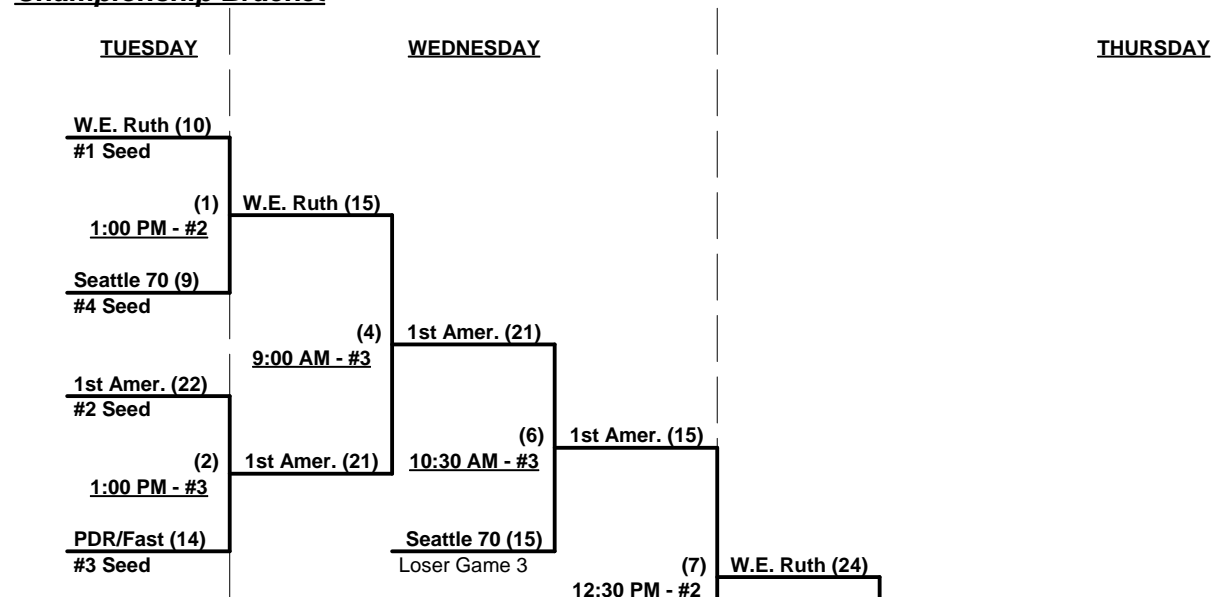 Championship Bracket
TUESDAY
WEDNESDAY
THURSDAY
W.E. Ruth (10)
#1 Seed
(1)
1:00 PM - #2
W.E. Ruth (15)
Seattle 70 (9)
#4 Seed
(4)
9:00 AM - #3
1st Amer. (21)
1st Amer. (22)
#2 Seed
(2)
1:00 PM - #3
1st Amer. (21)
(6)
10:30 AM - #3
1st Amer. (15)
PDR/Fast (14)
#3 Seed
Seattle 70 (15)
Loser Game 3
(7)
12:30 PM - #2
W.E. Ruth (24)